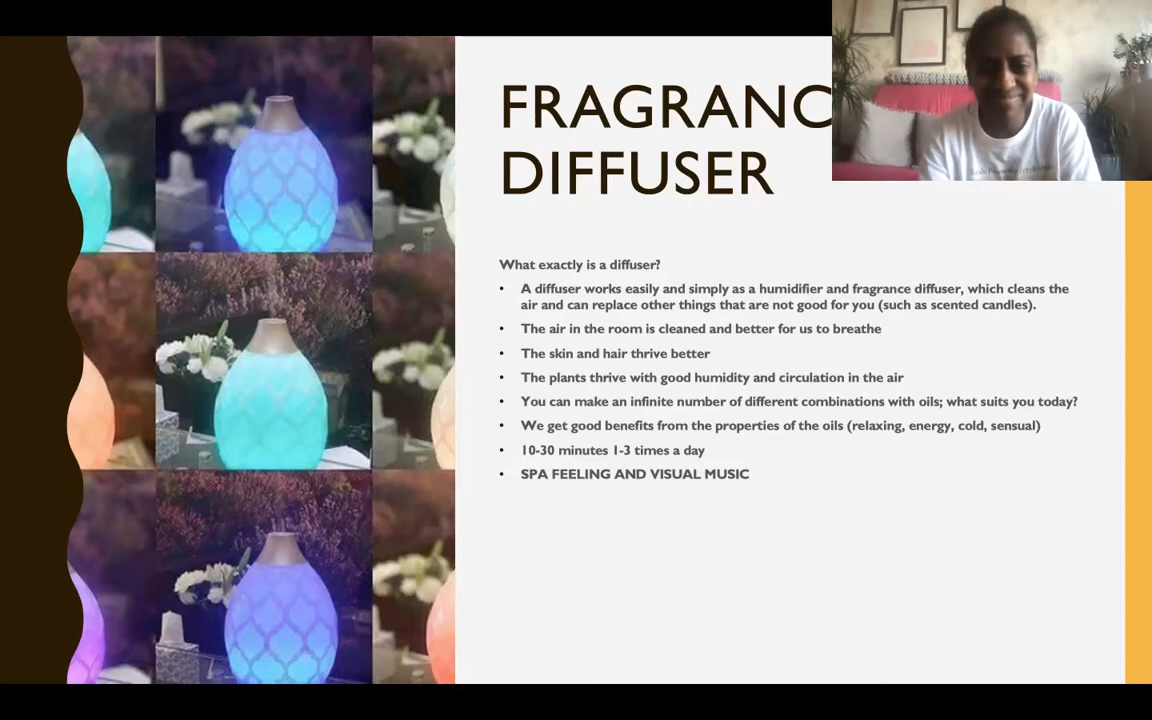 FRAGRANC
DIFFUSER
What exactly is a diffuser?
• A diffuser works easily and simply as a humidifier and fragrance diffuser, which cleans the
air and can replace other things that are not good for you (such as scented candles).
• The air in the room is cleaned and better for us to breathe
• The skin and hair thrive better
• The plants thrive with good humidity and circulation in the air
• You can make an infinite number of different combinations with oils; what suits you today?
• We get good benefits from the properties of the oils (relaxing, energy, cold, sensual)
• 10-30 minutes 1-3 times a day
• SPA FEELING AND VISUAL MUSIC